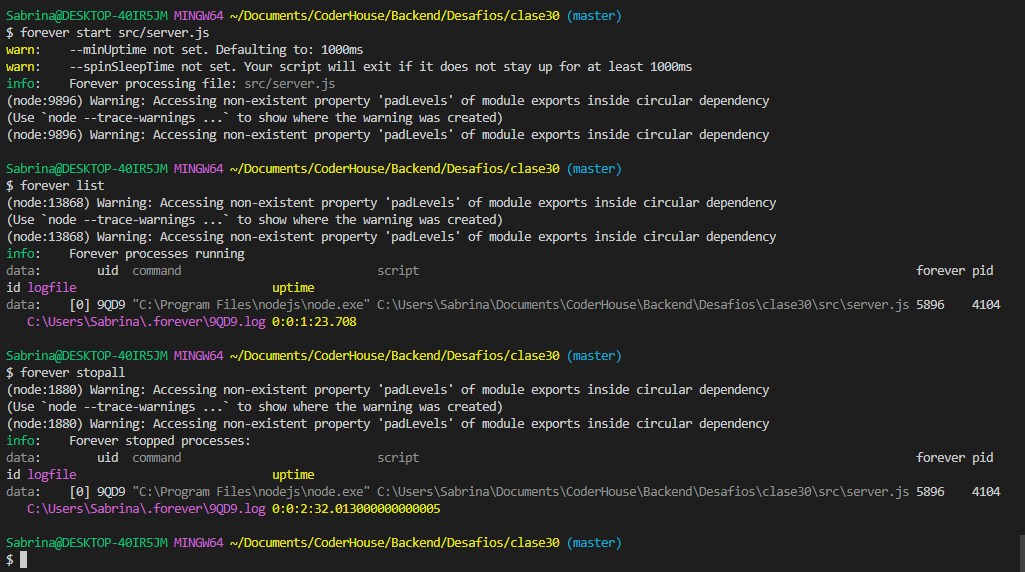 Sabrina@DESKTOP-40IR5JM MINGW64 ~/Documents/CoderHouse/Backend/Desafios/clase30 (master)
$ forever start src/server.js
warn:    --minUptime not set. Defaulting to: 1000ms
warn:    --spinSleepTime not set. Your script will exit if it does not stay up for at least 1000ms
info:    Forever processing file: src/server.js
(node:9896) Warning: Accessing non-existent property 'padLevels' of module exports inside circular dependency
(Use `node --trace-warnings ...` to show where the warning was created)
(node:9896) Warning: Accessing non-existent property 'padLevels' of module exports inside circular dependency

Sabrina@DESKTOP-40IR5JM MINGW64 ~/Documents/CoderHouse/Backend/Desafios/clase30 (master)
$ forever list
(node:13868) Warning: Accessing non-existent property 'padLevels' of module exports inside circular dependency
(Use `node --trace-warnings ...` to show where the warning was created)
(node:13868) Warning: Accessing non-existent property 'padLevels' of module exports inside circular dependency
info:    Forever processes running
data:        uid  command                            script                                                                       forever pid
id logfile                            uptime
data:    [0] 9QD9 "C:\Program Files\nodejs\node.exe" C:\Users\Sabrina\Documents\CoderHouse\Backend\Desafios\clase30\src\server.js 5896    4104
   C:\Users\Sabrina\.forever\9QD9.log 0:0:1:23.708

Sabrina@DESKTOP-40IR5JM MINGW64 ~/Documents/CoderHouse/Backend/Desafios/clase30 (master)
$ forever stopall
(node:1880) Warning: Accessing non-existent property 'padLevels' of module exports inside circular dependency
(Use `node --trace-warnings ...` to show where the warning was created)
(node:1880) Warning: Accessing non-existent property 'padLevels' of module exports inside circular dependency
info:    Forever stopped processes:
data:        uid  command                            script                                                                       forever pid
id logfile                            uptime
data:    [0] 9QD9 "C:\Program Files\nodejs\node.exe" C:\Users\Sabrina\Documents\CoderHouse\Backend\Desafios\clase30\src\server.js 5896    4104
   C:\Users\Sabrina\.forever\9QD9.log 0:0:2:32.013000000000005

Sabrina@DESKTOP-40IR5JM MINGW64 ~/Documents/CoderHouse/Backend/Desafios/clase30 (master)
$